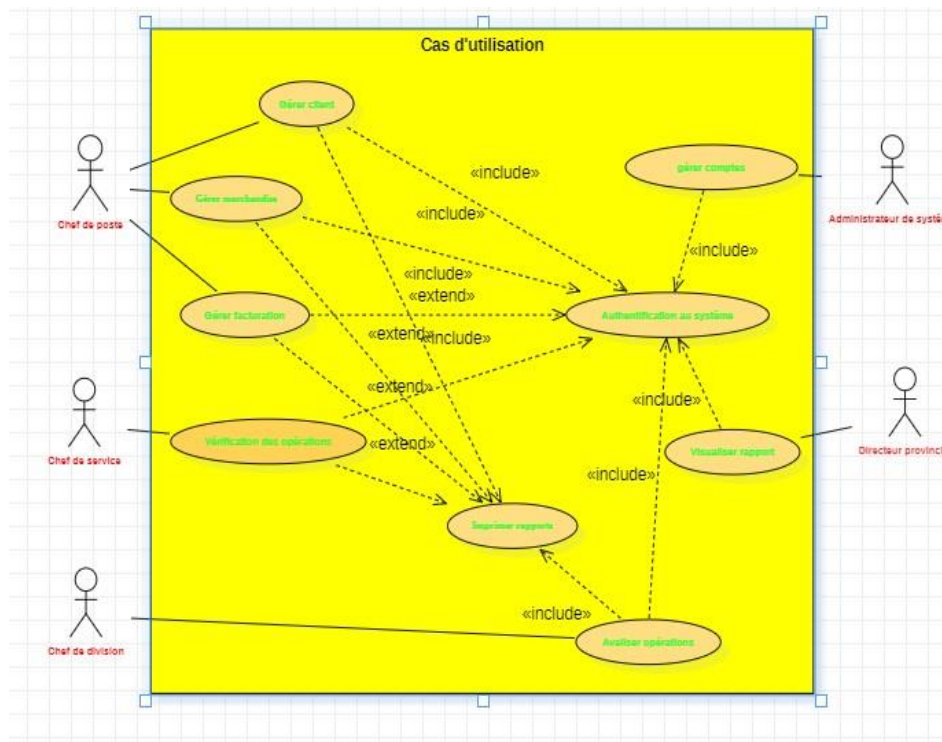 Cas d'utilisation
Gérer client
«include»
gérer comptes
Gérer marchandise
«include»
Chef de poste
Administrateur de systè
«include»
«include»
«extend»
Gérer facturation
Authentification au système
«extend»
«include»
«extend»
«include»
Chef de service
Vérification des opérations
«extend»
Visualiser rapport
Directeur provinci
«include»
Imprimer rapports
«include»
Avaliser opérations
Chef de division